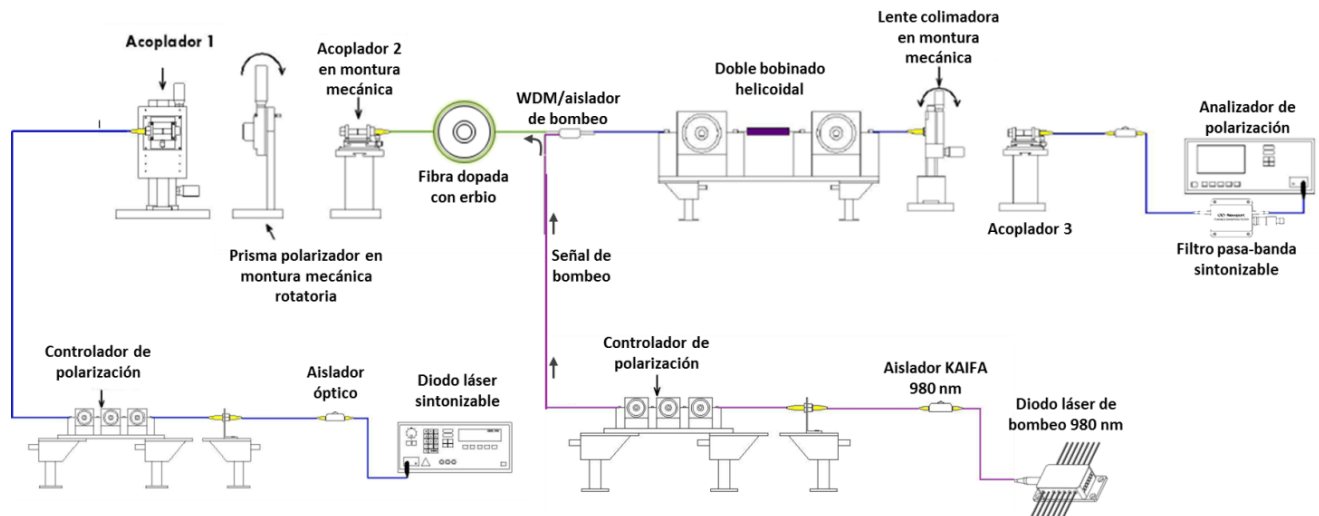 Acoplador 1
Acoplador 2
en montura
mecánica
WDM/aislador
de bombeo
Doble bobinado
helicoidal
Lente colimadora
en montura
mecánica
Analizador de
polarización
Fibra dopada
con erbio
Prisma polarizador en
montura mecánica
rotatoria
Señal de
bombeo
Acoplador 3
Filtro pasa-banda
sintonizable
Controlador de
polarización
Aislador
óptico
Diodo láser
sintonizable
Controlador de
polarización
Aislador KAIFA
980 nm
Diodo láser de
bombeo 980 nm